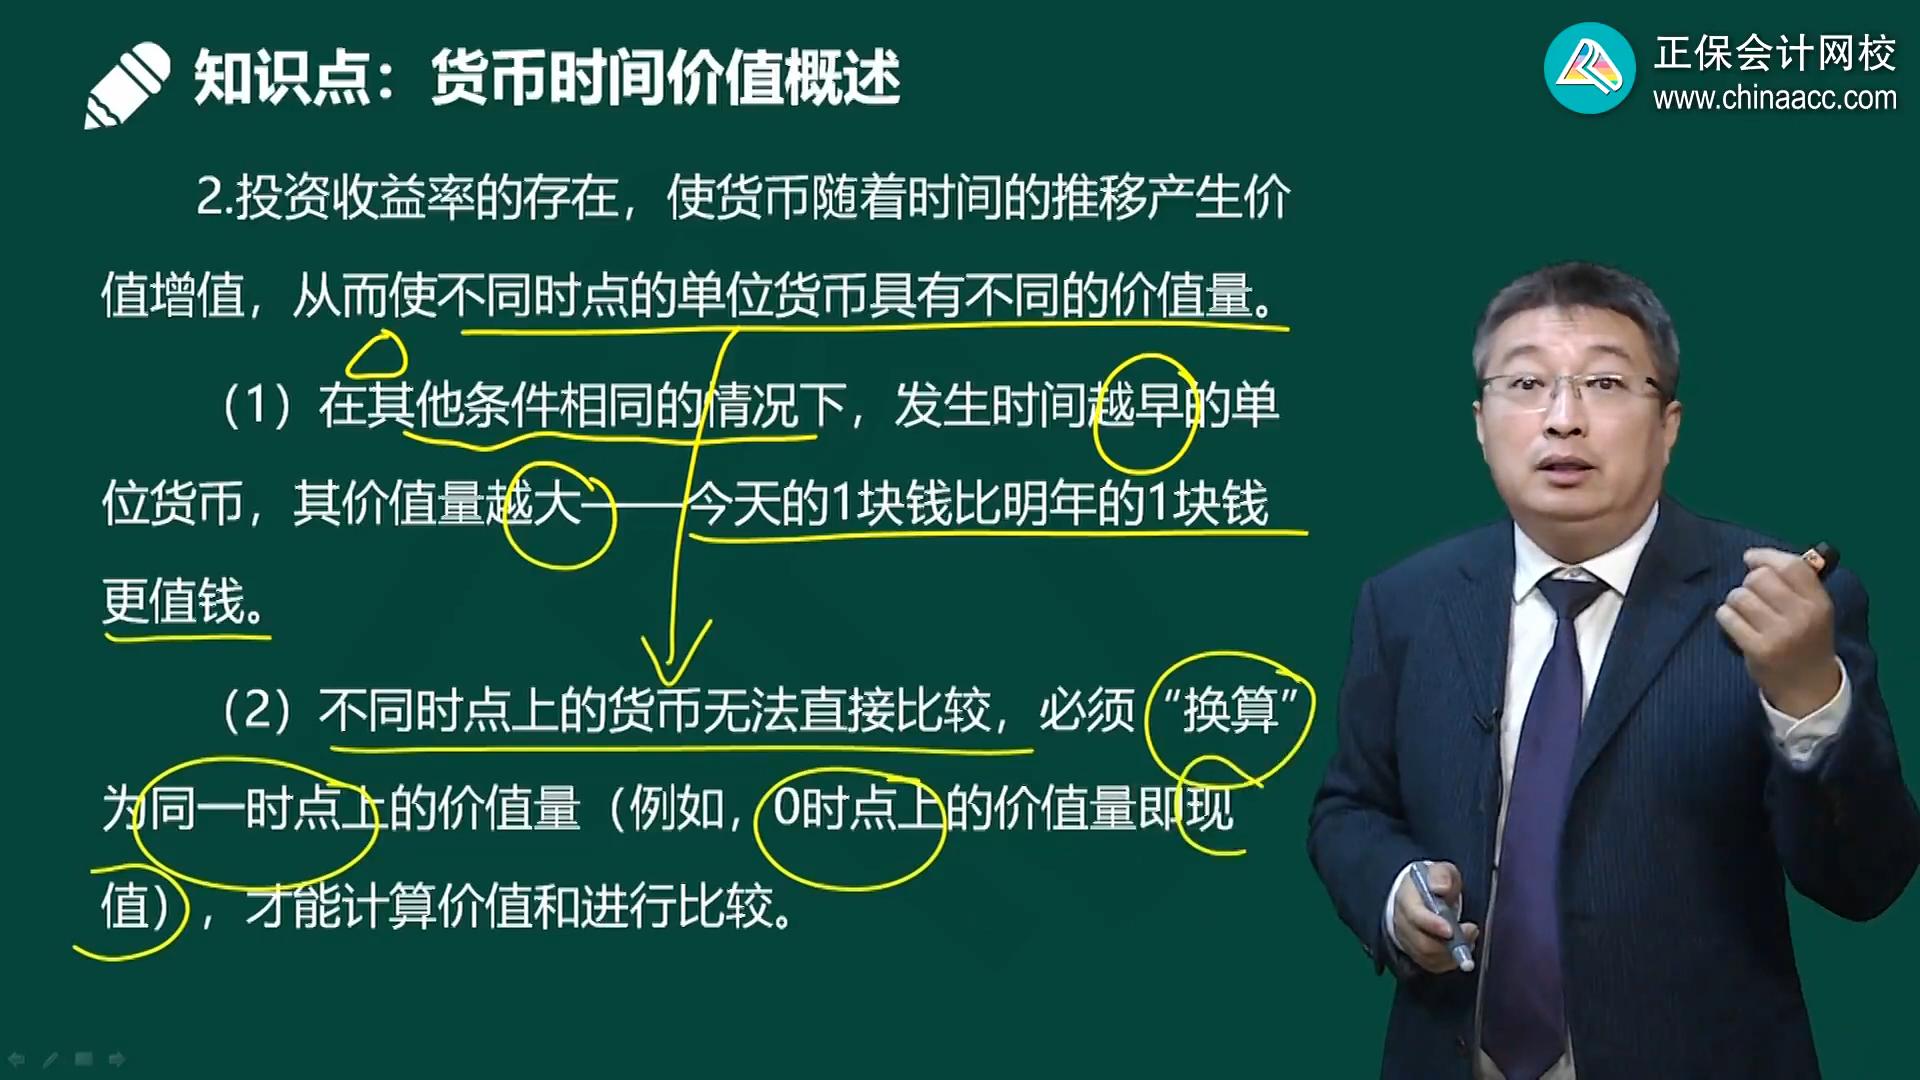 知识点：货币时间价值概述
正保会计网校
www.chinaacc.com
2.投资收益率的存在，使货币随着时间的推移产生价
值增值，从而使不同时点的单位货币具有不同的价值量。
（1）在其他条件相同的情况下，发生时间越早的单
位货币，其价值量越大——今天的1块钱比明年的1块钱
更值钱。
（2）不同时点上的货币无法直接比较，必须“换算”
为同一时点上的价值量（例如，0时点上的价值量即现
值），才能计算价值和进行比较。